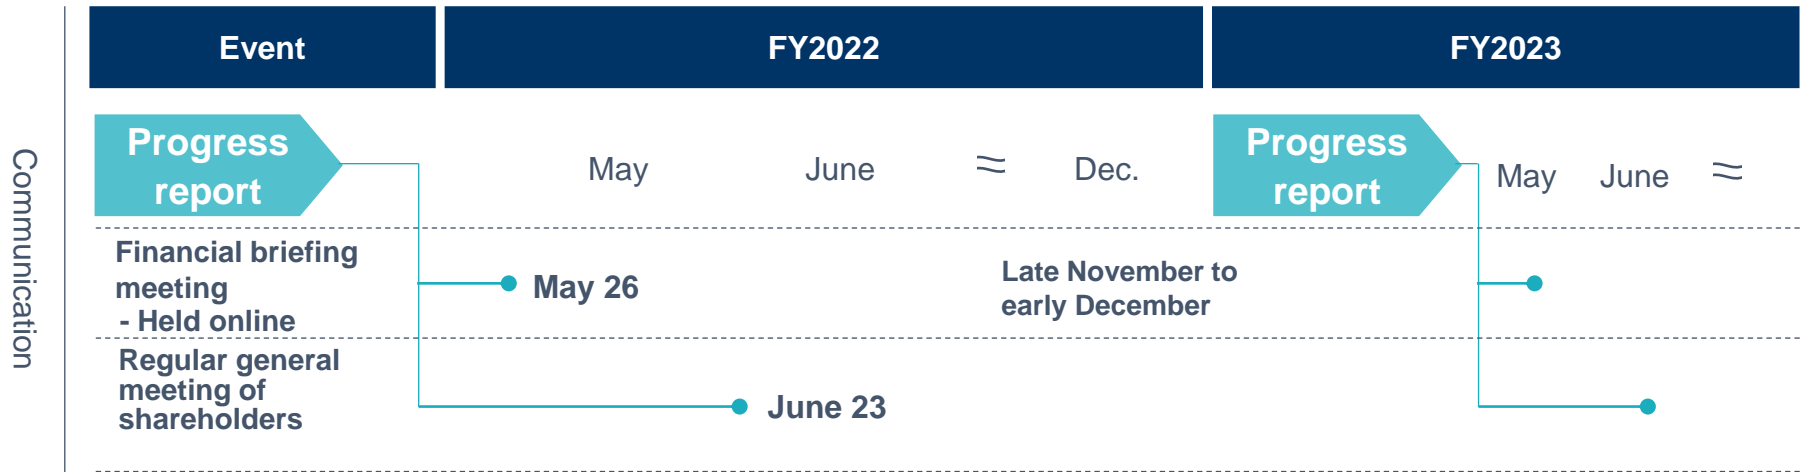 Communication
Event
FY2022
FY2023
Progress
report
May
June
≈
Dec.
Progress
report
May
June
≈
Financial briefing
meeting
- Held online
May 26
Late November to
early December
Regular general
meeting of
shareholders
June 23